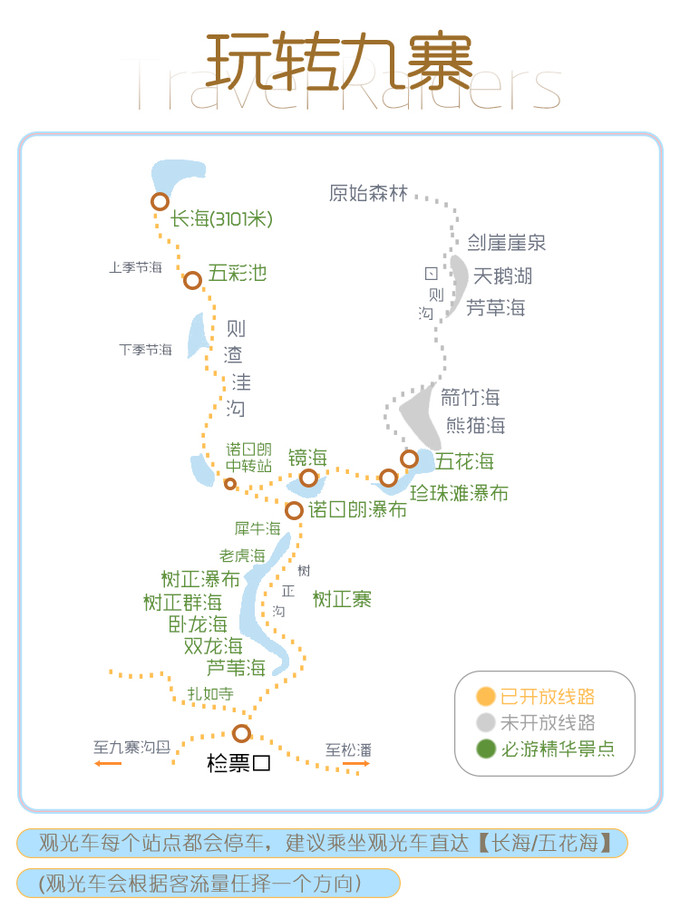 玩转九寨
Travel Raiders
长海(3101米)
上季节海
五彩池
下季节海
则
渣
洼
沟
原始森林
剑崖崖泉
天鹅湖
芳草海
日
则
沟
箭竹海
熊猫海
诺日朗
中转站
镜海
五花海
珍珠滩瀑布
诺日朗瀑布
犀牛海
老虎海
树正瀑布
树正群海
卧龙海
双龙海
芦苇海
树
正
沟
树正寨
扎如寺
至九寨沟县
检票口
至松潘
已开放线路
未开放线路
必游精华景点
观光车每个站点都会停车，建议乘坐观光车直达【长海/五花海】
(观光车会根据客流量任择一个方向）